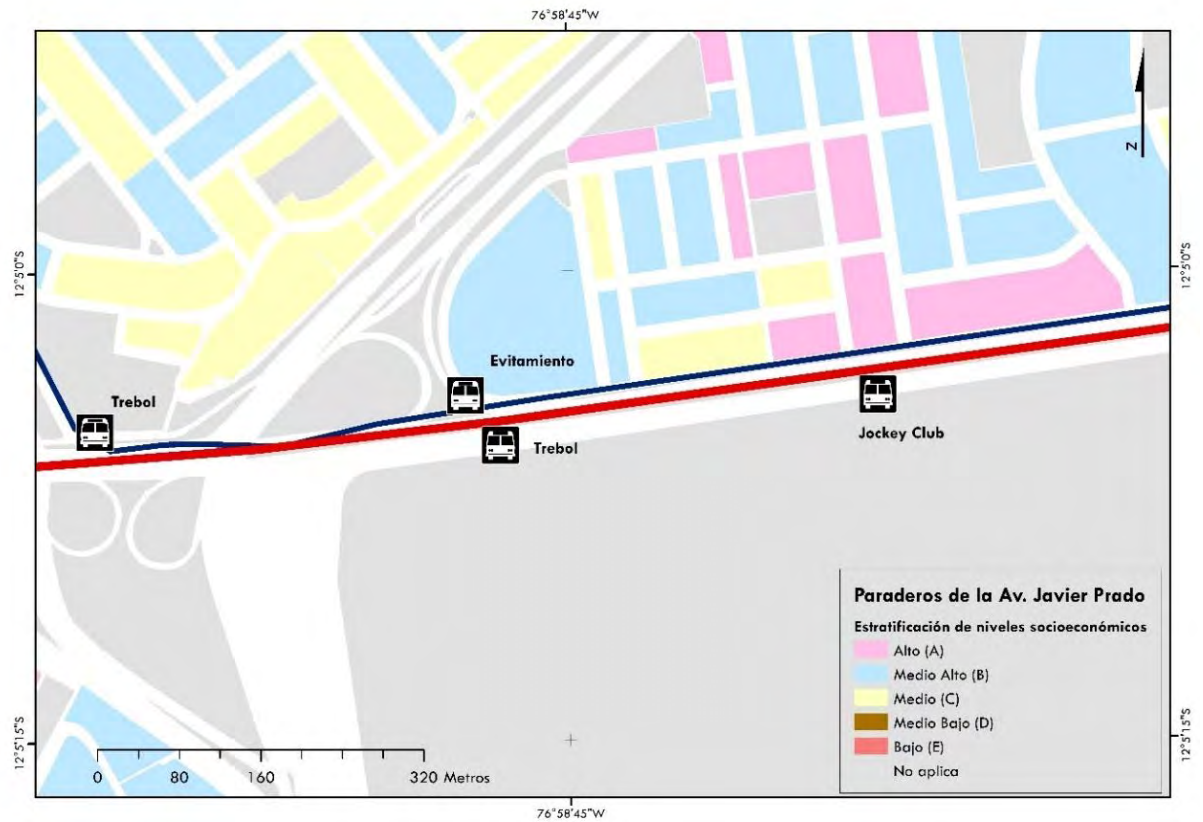 76°58'45"W
N
12°5'0"S
12°5'0"S
Evitamiento
Trebol
Trebol
Jockey Club
Paraderos de la Av. Javier Prado
Estratificación de niveles socioeconómicos
Alto (A)
Medio Alto (B)
Medio (C)
Medio Bajo (D)
Bajo (E)
No aplica
12°5'15"S
12°5'15"S
0 80 160 320 Metros
76°58'45"W